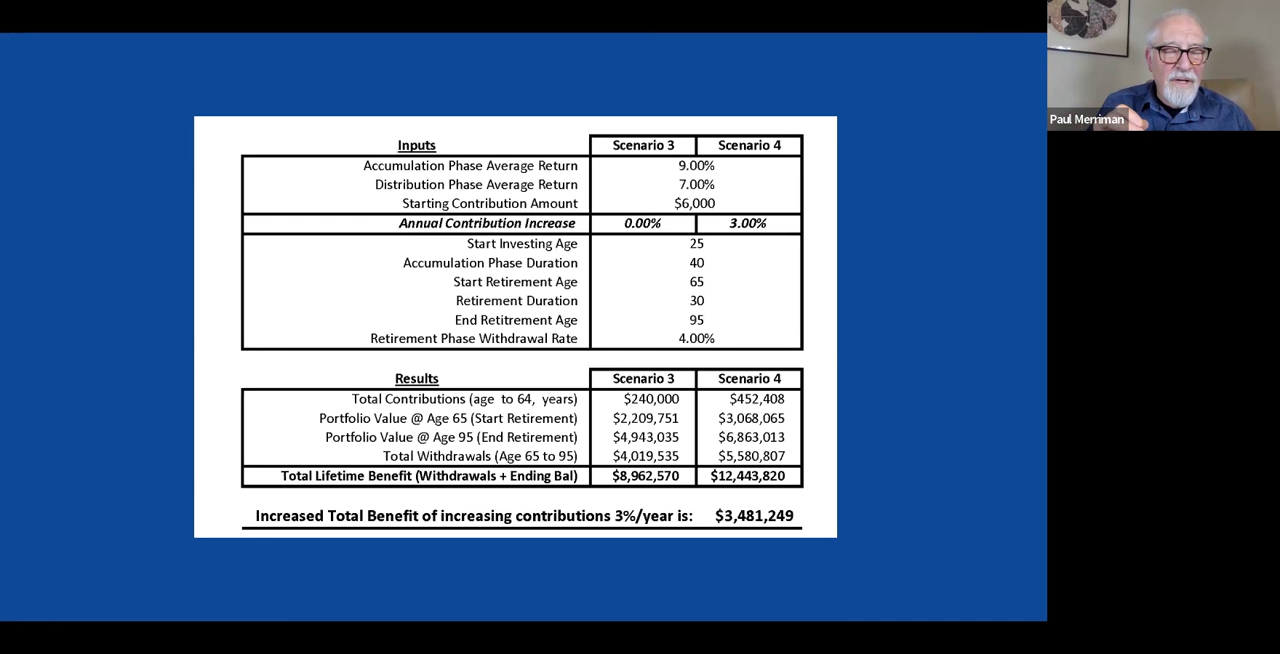 Inputs Scenario 3 Scenario 4
Accumulation Phase Average Return 9.00%
Distribution Phase Average Return 7.00%
Starting Contribution Amount $6,000
Annual Contribution Increase 0.00% 3.00%
Start Investing Age 25
Accumulation Phase Duration 40
Start Retirement Age 65
Retirement Duration 30
End Retitrement Age 95
Retirement Phase Withdrawal Rate 4.00%
Results Scenario 3 Scenario 4
Total Contributions (age to 64, years) $240,000 $452,408
Portfolio Value @ Age 65 (Start Retirement) $2,209,751 $3,068,065
Portfolio Value @ Age 95 (End Retirement) $4,943,035 $6,863,013
Total Withdrawals (Age 65 to 95) $4,019,535 $5,580,807
Total Lifetime Benefit (Withdrawals + Ending Bal) $8,962,570 $12,443,820
Increased Total Benefit of increasing contributions 3%/year is: $3,481,249
Paul Merriman